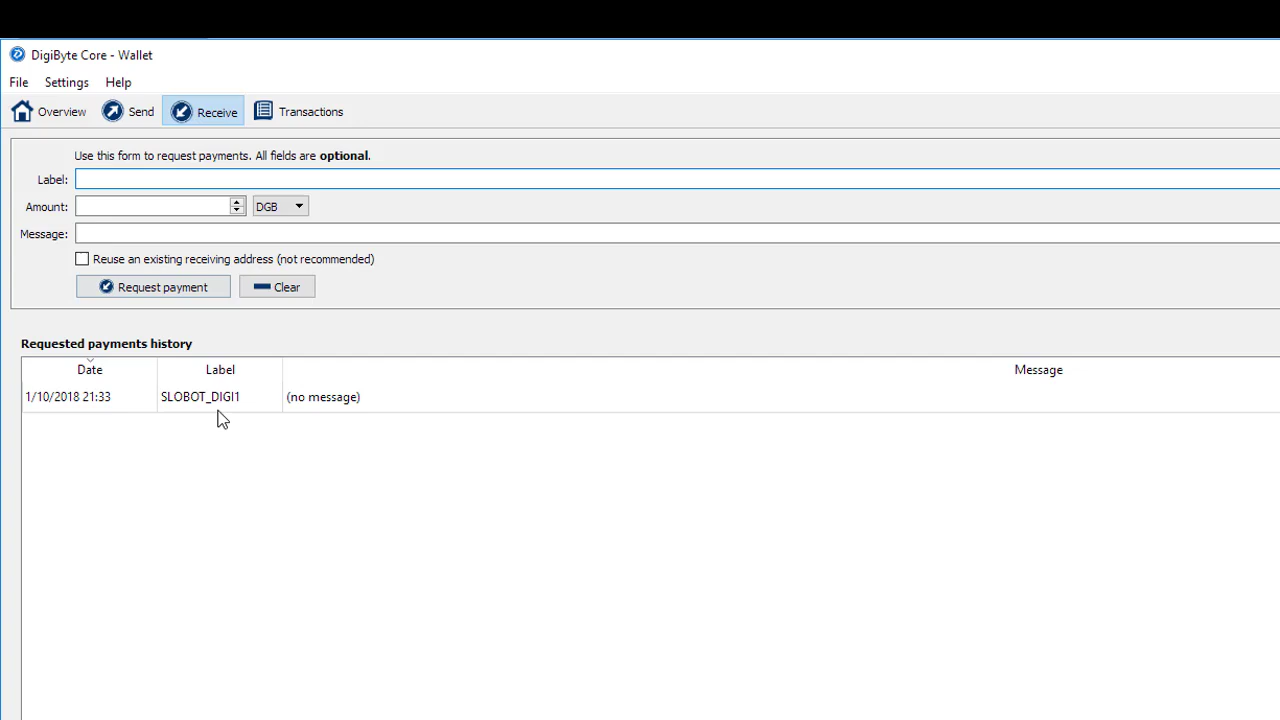 DigiByte Core - Wallet
File Settings Help
Overview Send Receive Transactions
Use this form to request payments. All fields are optional.
Label:
Amount: DGB
Message:
Reuse an existing receiving address (not recommended)
Request payment Clear
Requested payments history
Date Label Message
1/10/2018 21:33 SLOBOT_DIGI1 (no message)